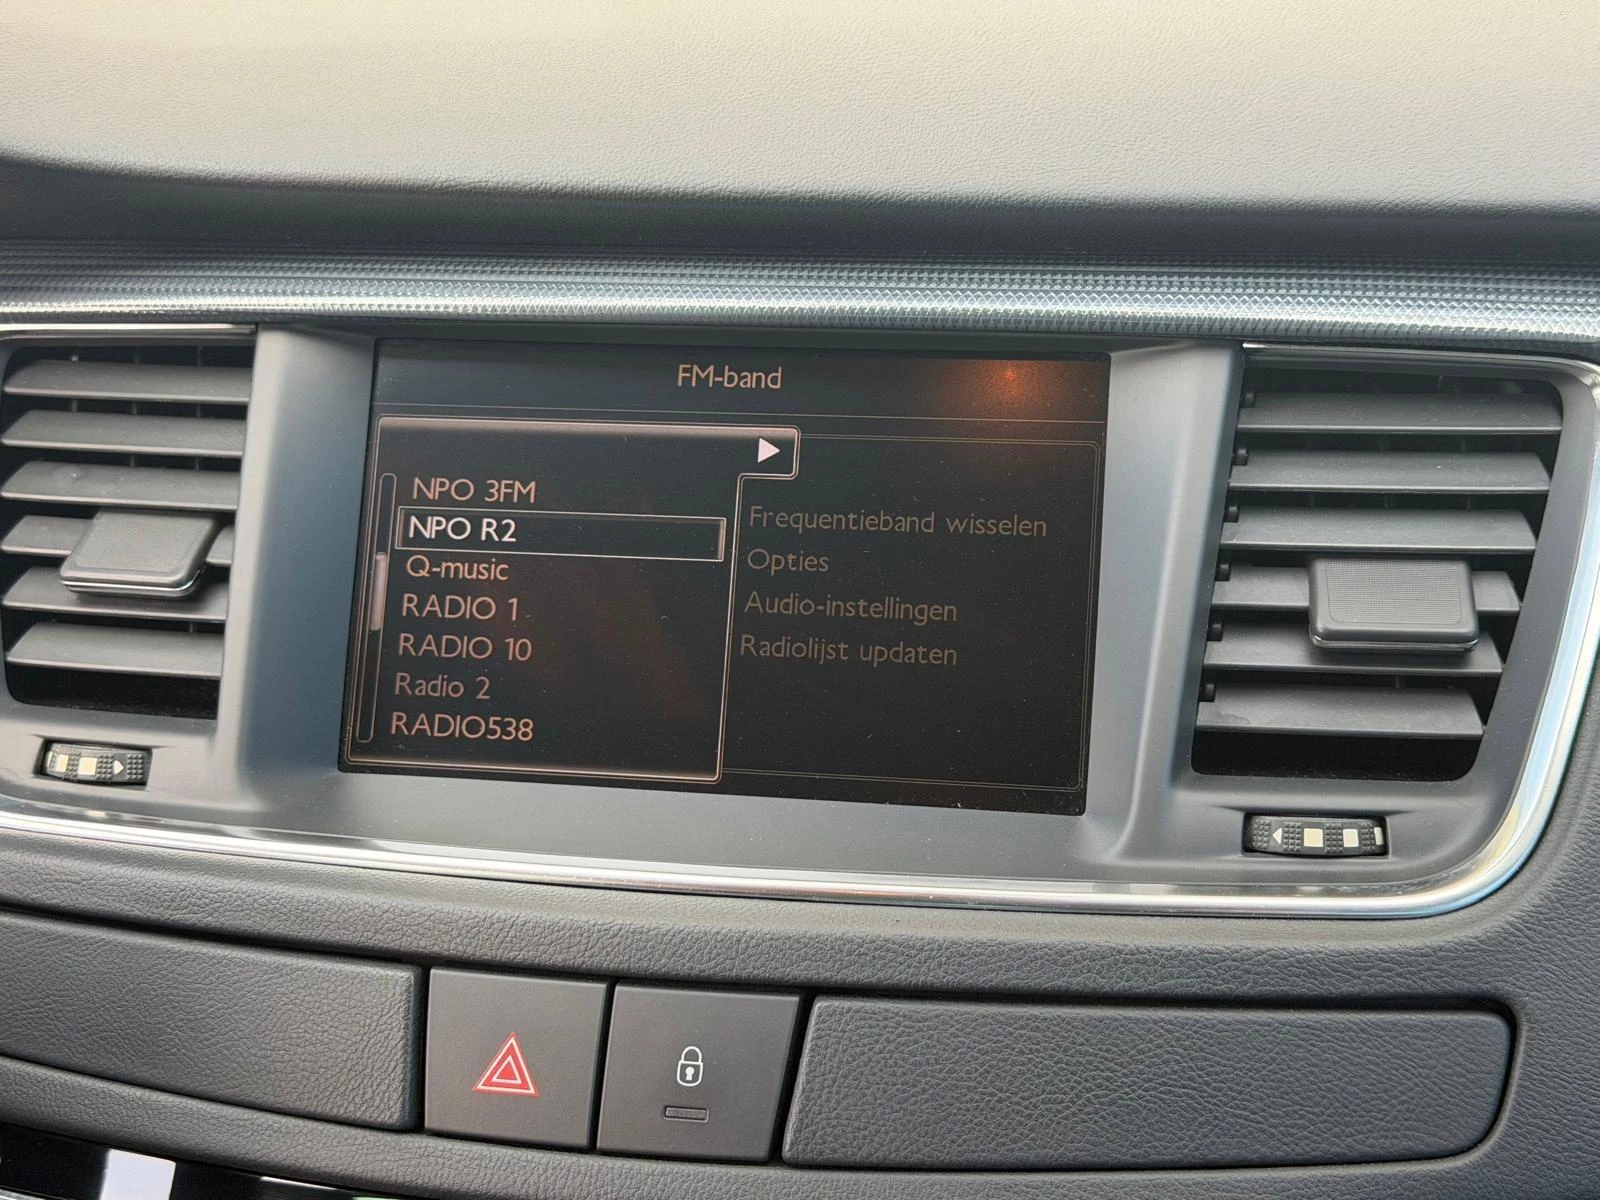 FM-band
NPO 3FM
NPO R2
Q-music
RADIO 1
RADIO 10
Radio 2
RADIO538
Frequentieband wisselen
Opties
Audio-instellingen
Radiolijst updaten